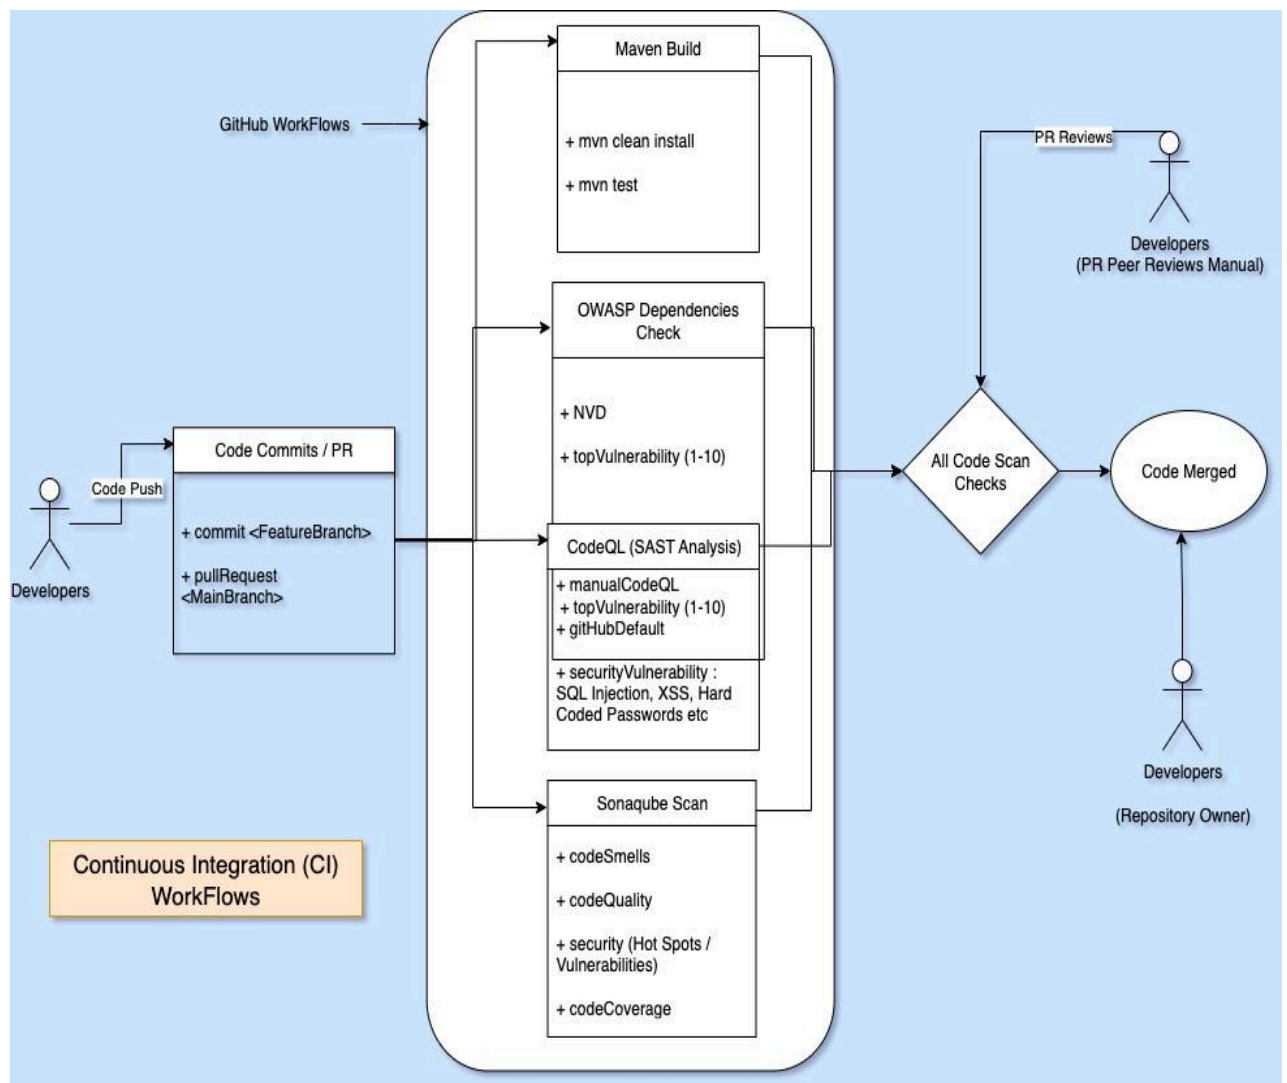 Maven Build
GitHub WorkFlows
+ mvn clean install
+ mvn test
PR Reviews
Developers
(PR Peer Reviews Manual)
OWASP Dependencies
Check
+ NVD
+ topVulnerability (1-10)
Code Commits / PR
Code Push
+ commit <FeatureBranch>
+ pullRequest
<MainBranch>
Developers
CodeQL (SAST Analysis)
+ manualCodeQL
+ topVulnerability (1-10)
+ gitHubDefault
+ securityVulnerability :
SQL Injection, XSS, Hard
Coded Passwords etc
All Code Scan
Checks
Code Merged
Developers
(Repository Owner)
Sonaqube Scan
+ codeSmells
+ codeQuality
+ security (Hot Spots /
Vulnerabilities)
+ codeCoverage
Continuous Integration (CI)
WorkFlows